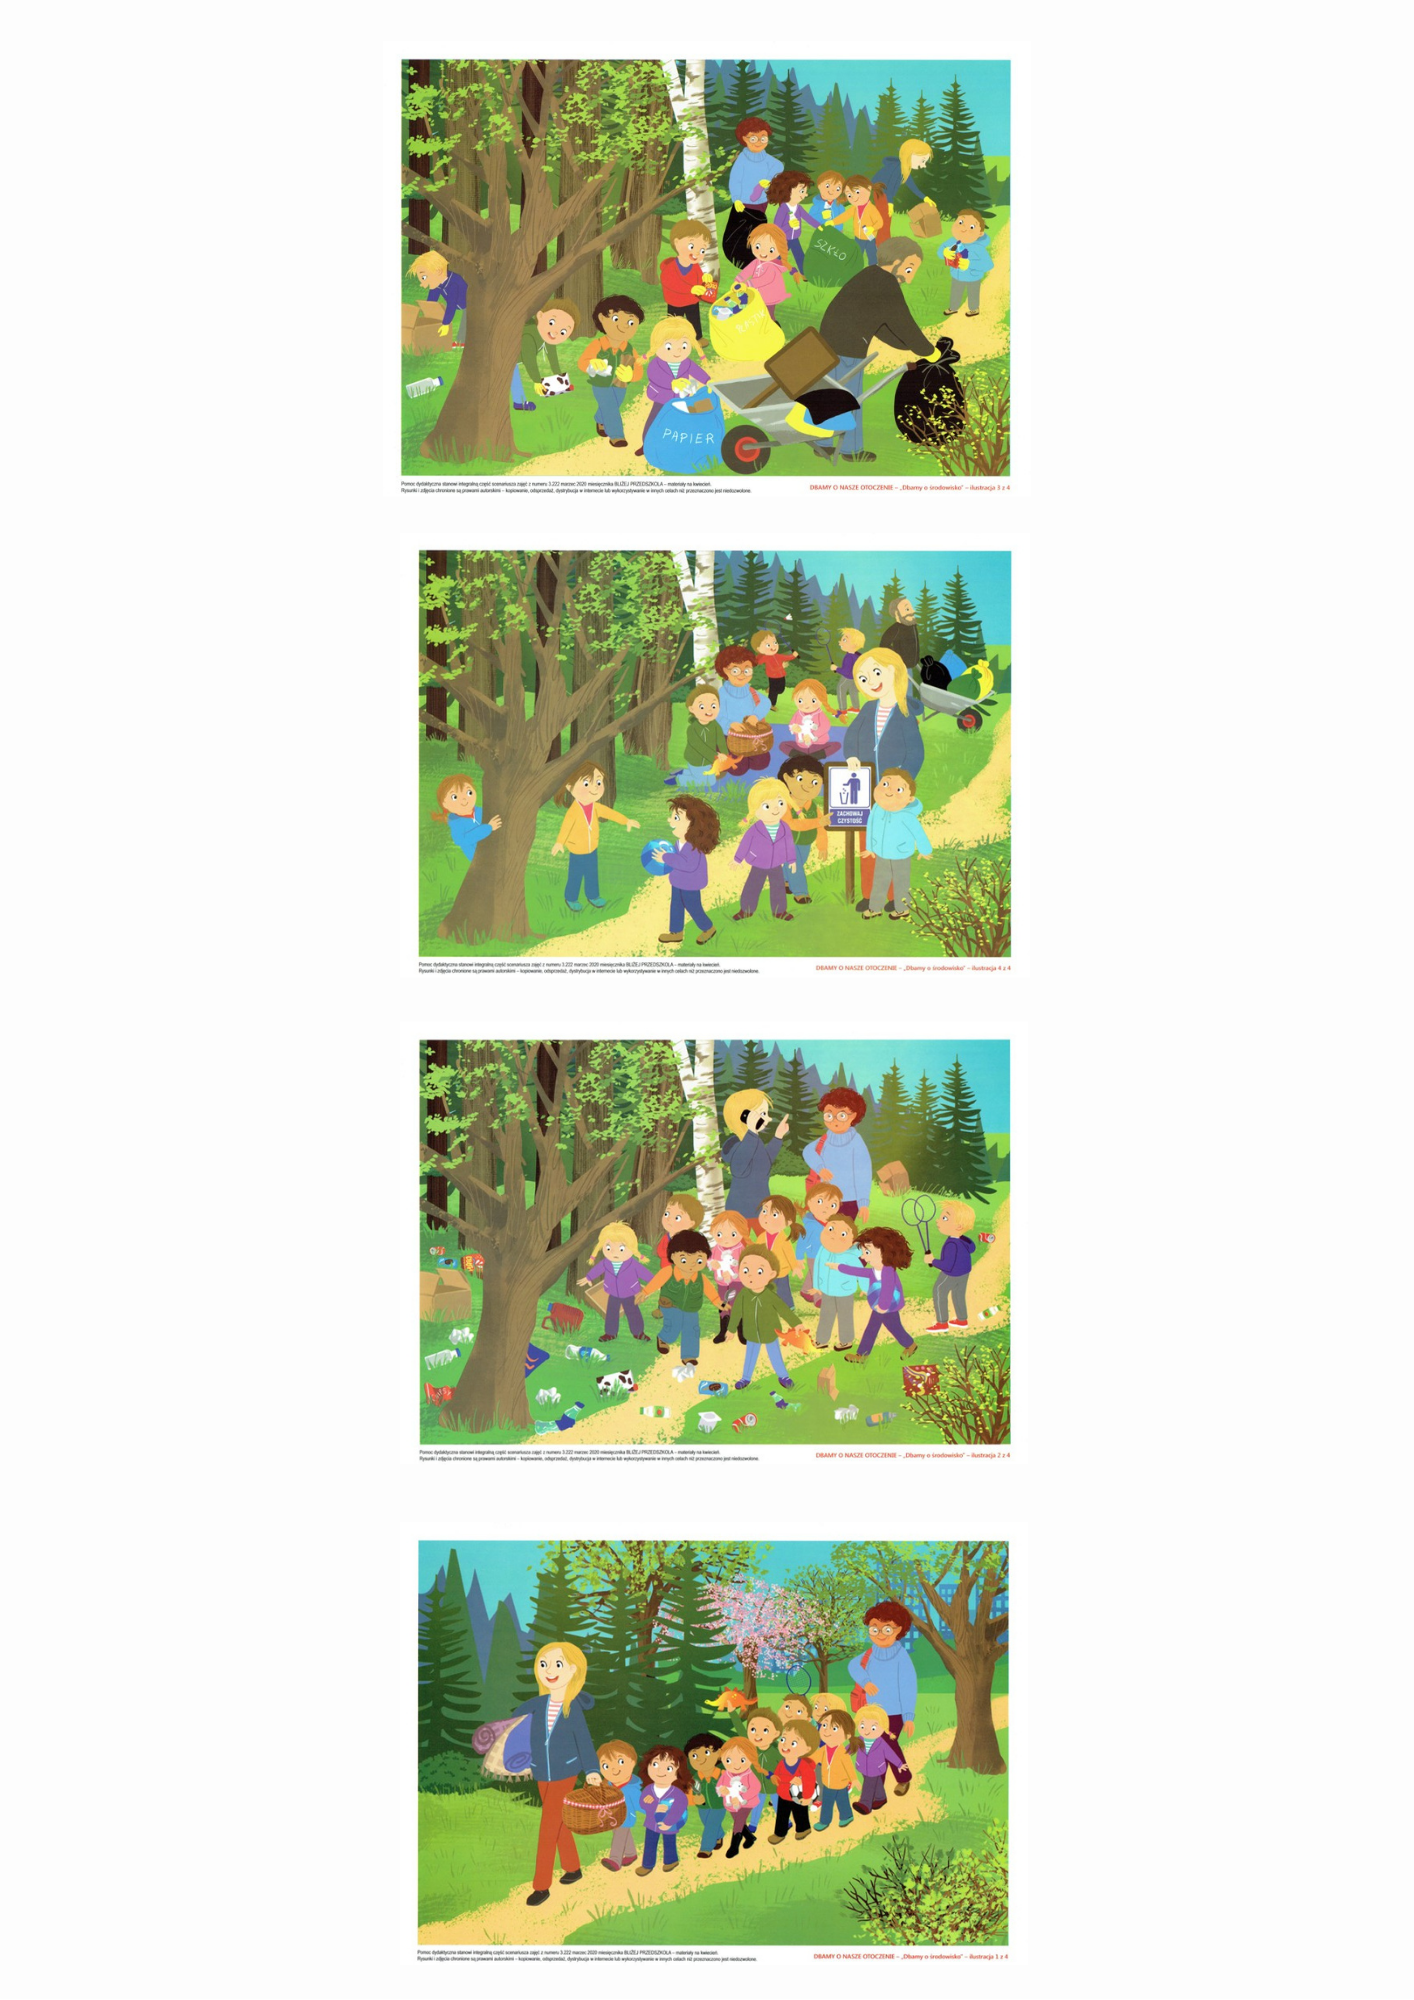 SZKŁO
PLASTIK
PAPIER
Pomoc dydaktyczna stanowi integralną część scenariusza zajęć z numeru 3.222 marzec 2020 miesięcznika BLIŻEJ PRZEDSZKOLA – materiały na kwiecień.
Rysunki i zdjęcia chronione są prawami autorskimi – kopiowanie, odsprzedaż, dystrybucja w internecie lub wykorzystywanie w innych celach niż przeznaczono jest niedozwolone.
DBAMY O NASZE OTOCZENIE – „Dbamy o środowisko” – ilustracja 3 z 4
ZACHOWAJ
CZYSTOŚĆ
Pomoc dydaktyczna stanowi integralną część scenariusza zajęć z numeru 3.222 marzec 2020 miesięcznika BLIŻEJ PRZEDSZKOLA – materiały na kwiecień.
Rysunki i zdjęcia chronione są prawami autorskimi – kopiowanie, odsprzedaż, dystrybucja w internecie lub wykorzystywanie w innych celach niż przeznaczono jest niedozwolone.
DBAMY O NASZE OTOCZENIE – „Dbamy o środowisko” – ilustracja 4 z 4
Pomoc dydaktyczna stanowi integralną część scenariusza zajęć z numeru 3.222 marzec 2020 miesięcznika BLIŻEJ PRZEDSZKOLA – materiały na kwiecień.
Rysunki i zdjęcia chronione są prawami autorskimi – kopiowanie, odsprzedaż, dystrybucja w internecie lub wykorzystywanie w innych celach niż przeznaczono jest niedozwolone.
DBAMY O NASZE OTOCZENIE – „Dbamy o środowisko” – ilustracja 2 z 4
Pomoc dydaktyczna stanowi integralną część scenariusza zajęć z numeru 3.222 marzec 2020 miesięcznika BLIŻEJ PRZEDSZKOLA – materiały na kwiecień.
Rysunki i zdjęcia chronione są prawami autorskimi – kopiowanie, odsprzedaż, dystrybucja w internecie lub wykorzystywanie w innych celach niż przeznaczono jest niedozwolone.
DBAMY O NASZE OTOCZENIE – „Dbamy o środowisko” – ilustracja 1 z 4